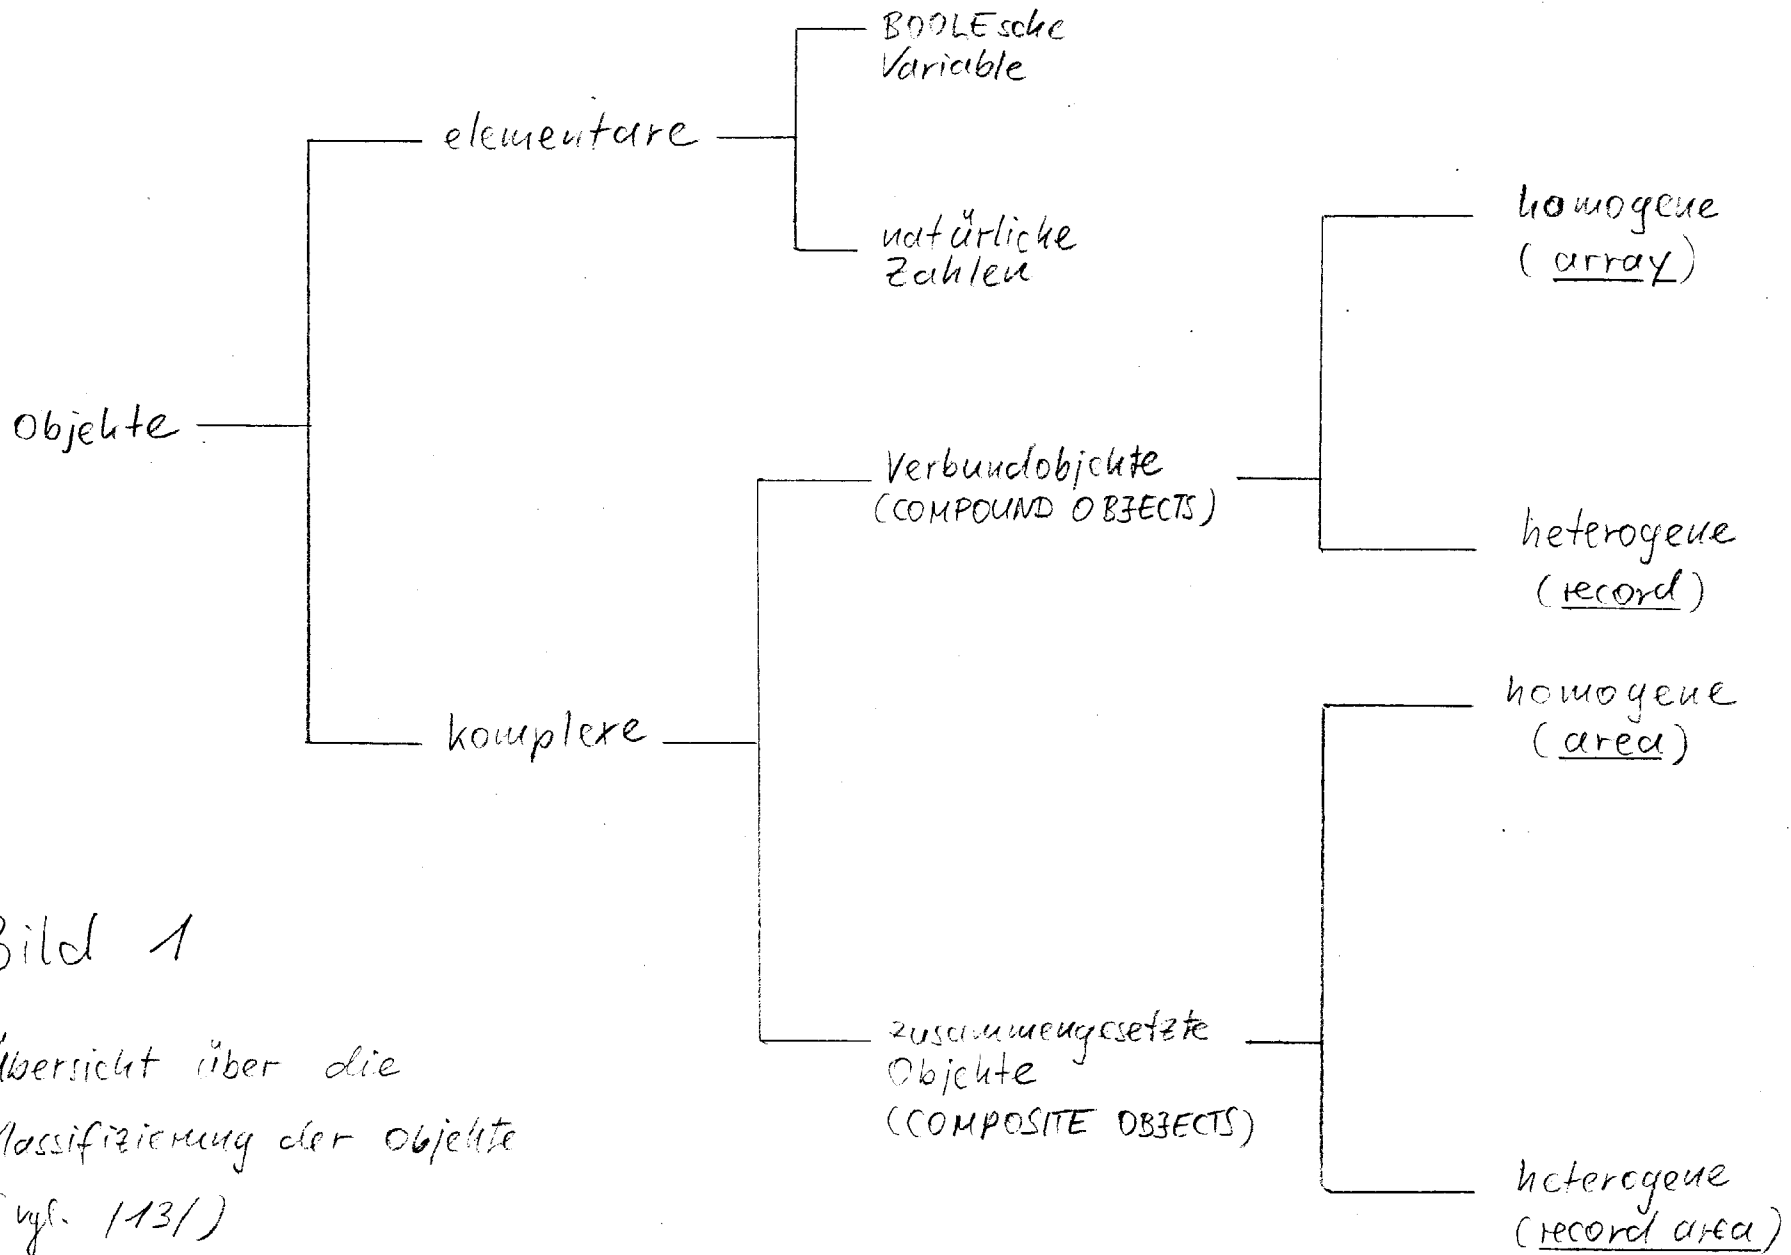 BOOLEsche
Variable
elementare
natürliche
Zahlen
homogene
(array)
Objekte
Verbundobjekte
(COMPOUND OBJECTS)
heterogene
(record)
komplexe
homogene
(area)
zusammengesetzte
Objekte
(COMPOSITE OBJECTS)
heterogene
(record area)
Bild 1
Übersicht über die
Klassifizierung der Objekte
(vgl. /13/)